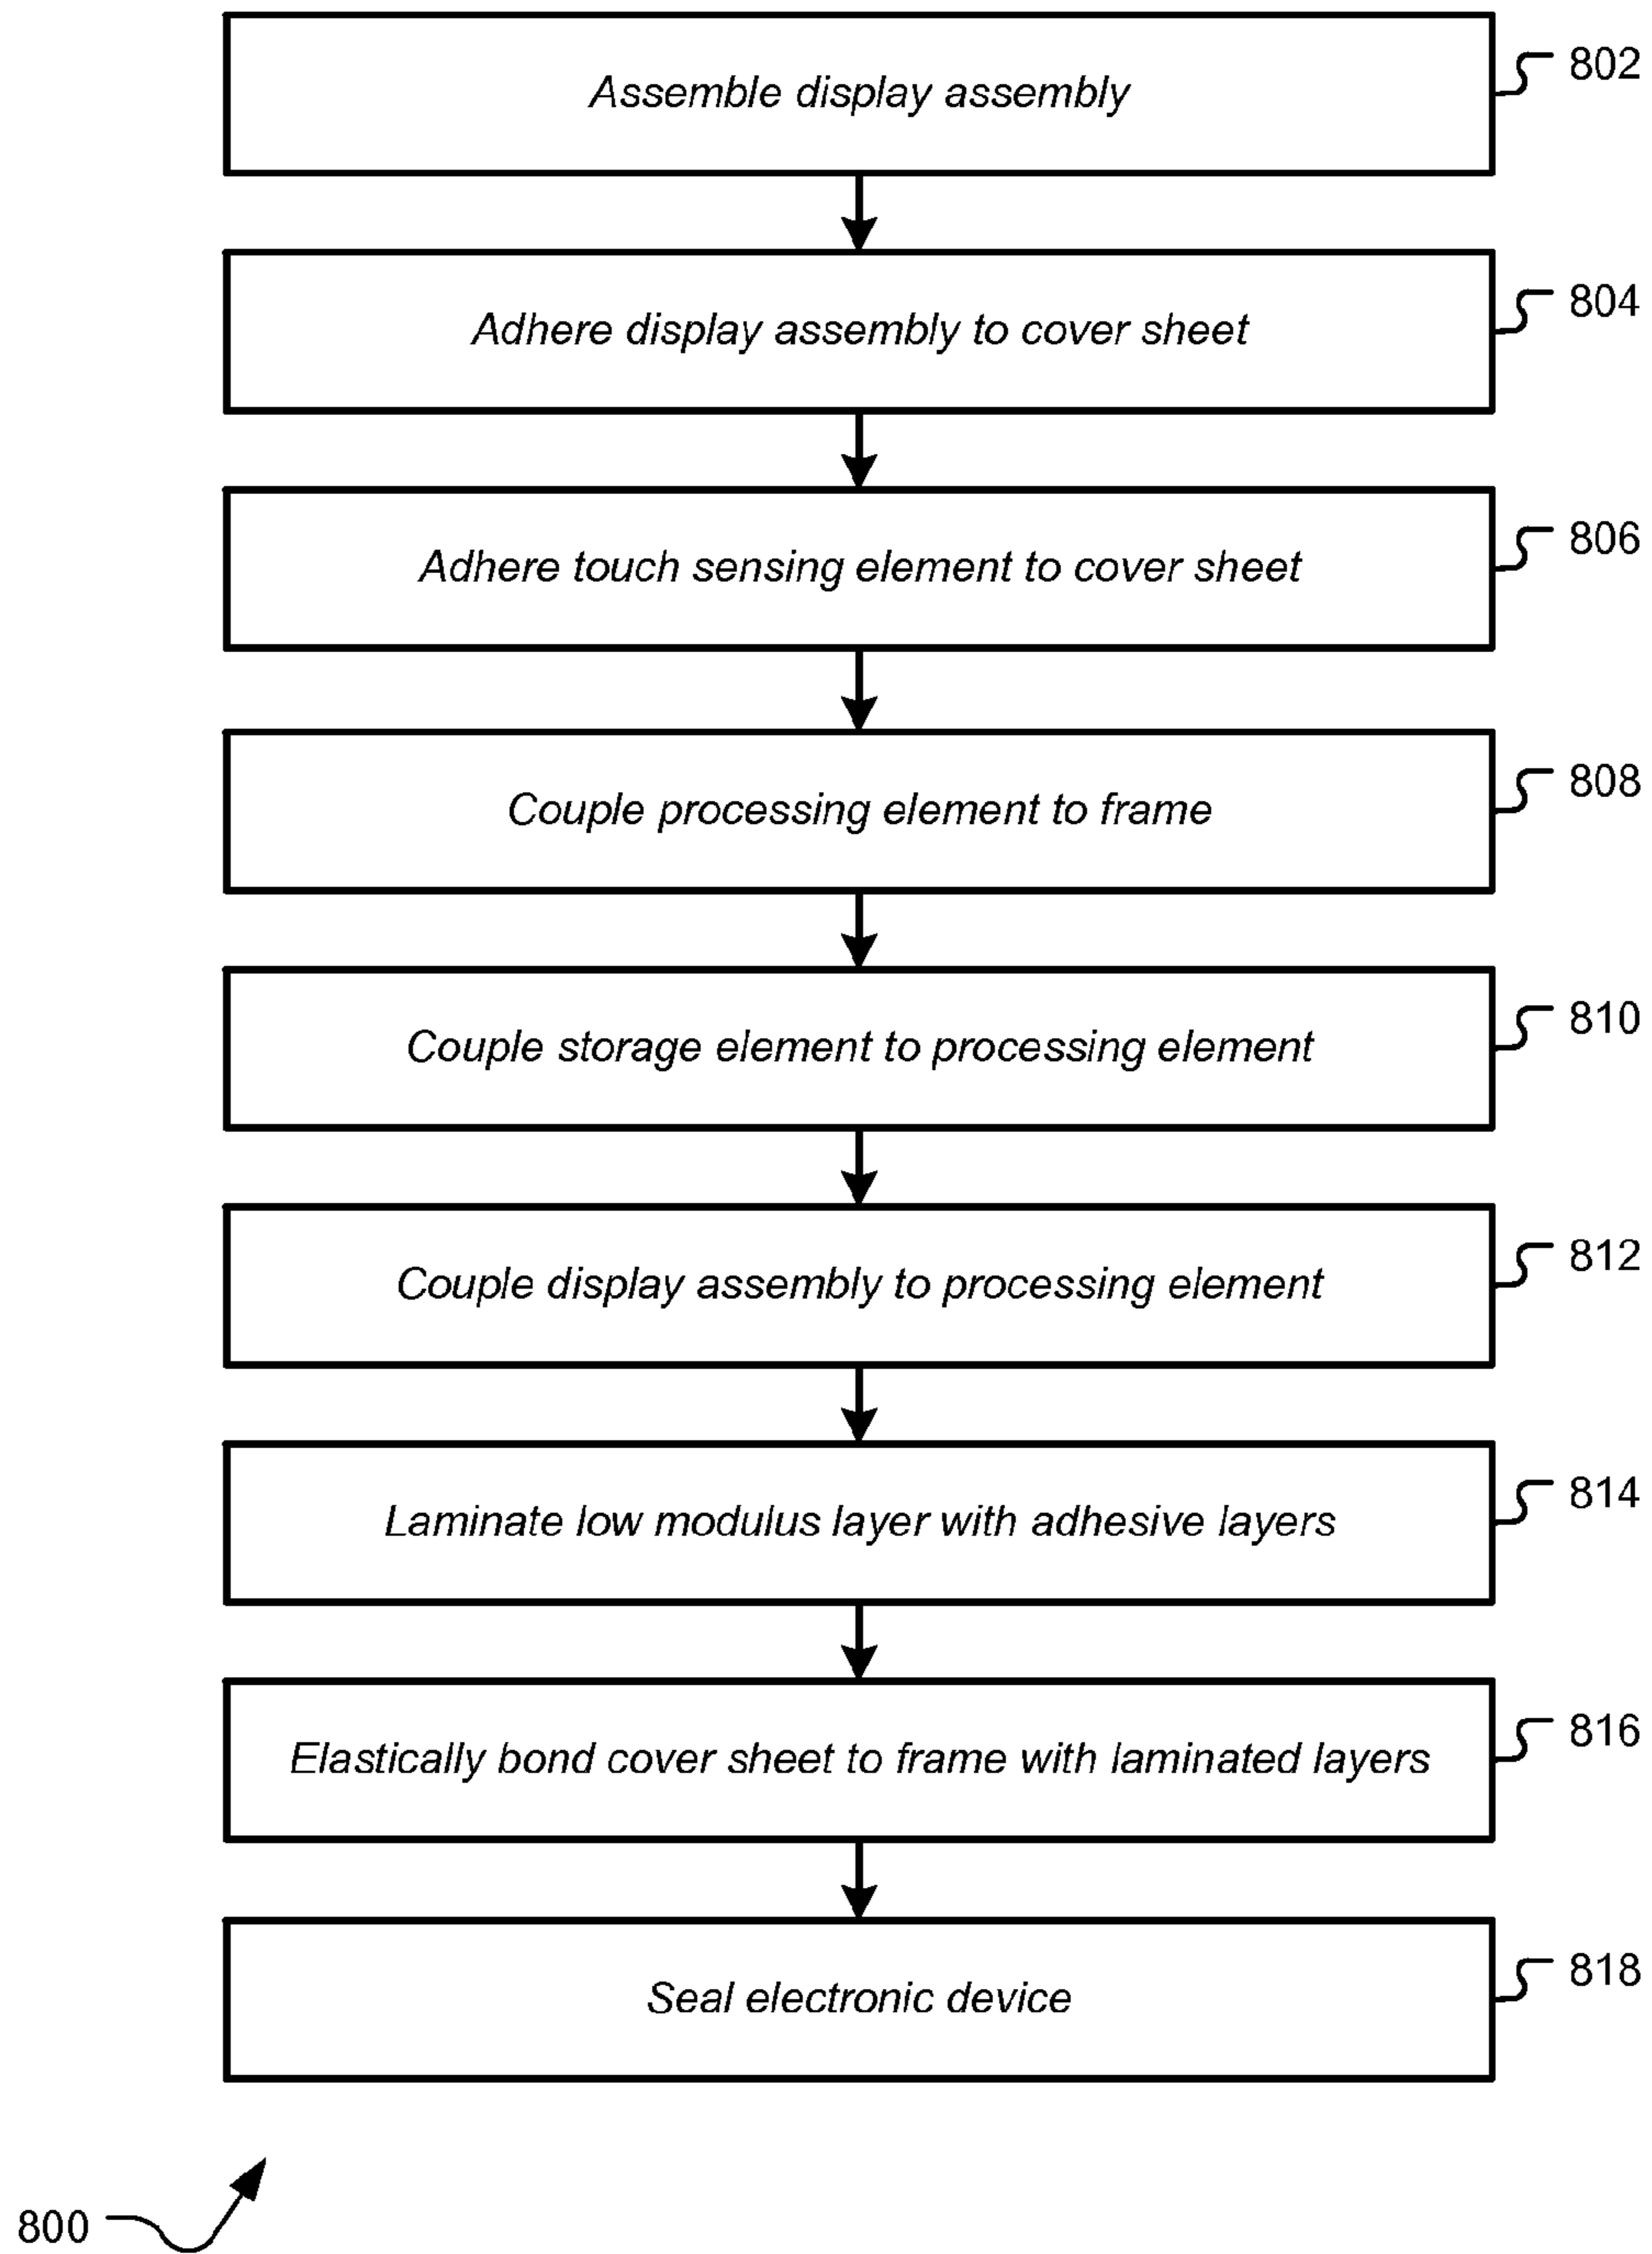 Assemble display assembly
802
Adhere display assembly to cover sheet
804
Adhere touch sensing element to cover sheet
806
Couple processing element to frame
808
Couple storage element to processing element
810
Couple display assembly to processing element
812
Laminate low modulus layer with adhesive layers
814
Elastically bond cover sheet to frame with laminated layers
816
Seal electronic device
818
800